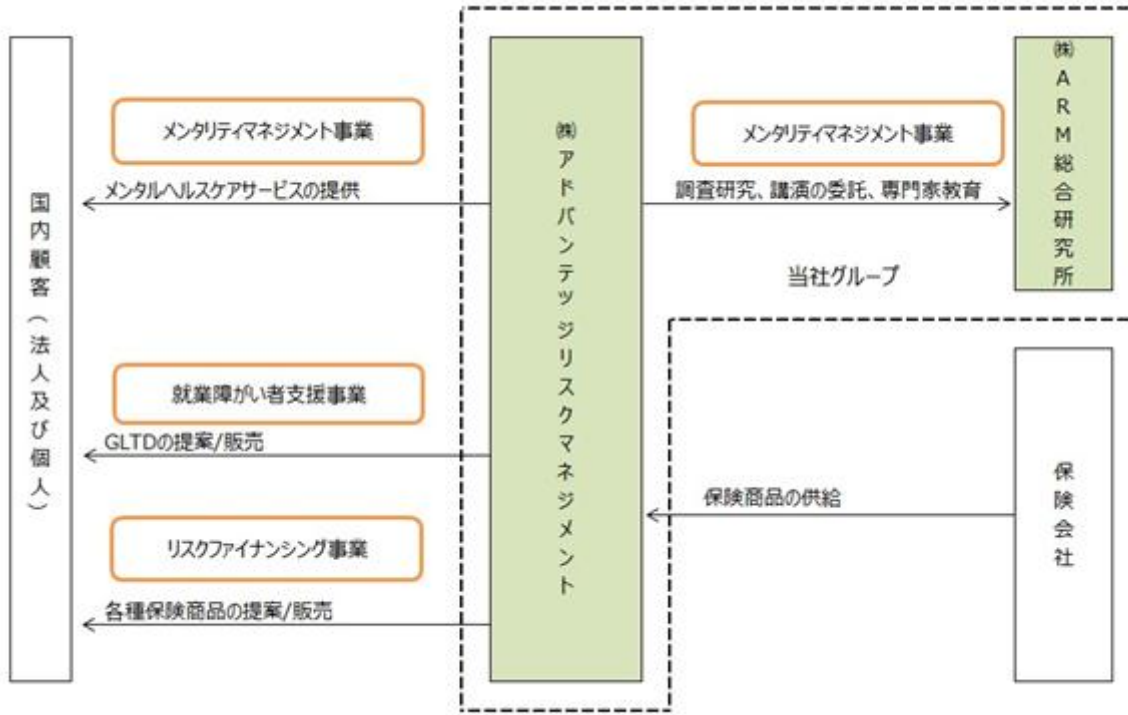 国内顧客（法人及び個人）
メンタリティマネジメント事業
メンタルヘルスケアサービスの提供
就業障がい者支援事業
GLTDの提案/販売
リスクファイナンシング事業
各種保険商品の提案/販売
㈱アドバンテッジリスクマネジメント
メンタリティマネジメント事業
調査研究、講演の委託、専門家教育
当社グループ
保険商品の供給
㈱ARM総合研究所
保険会社